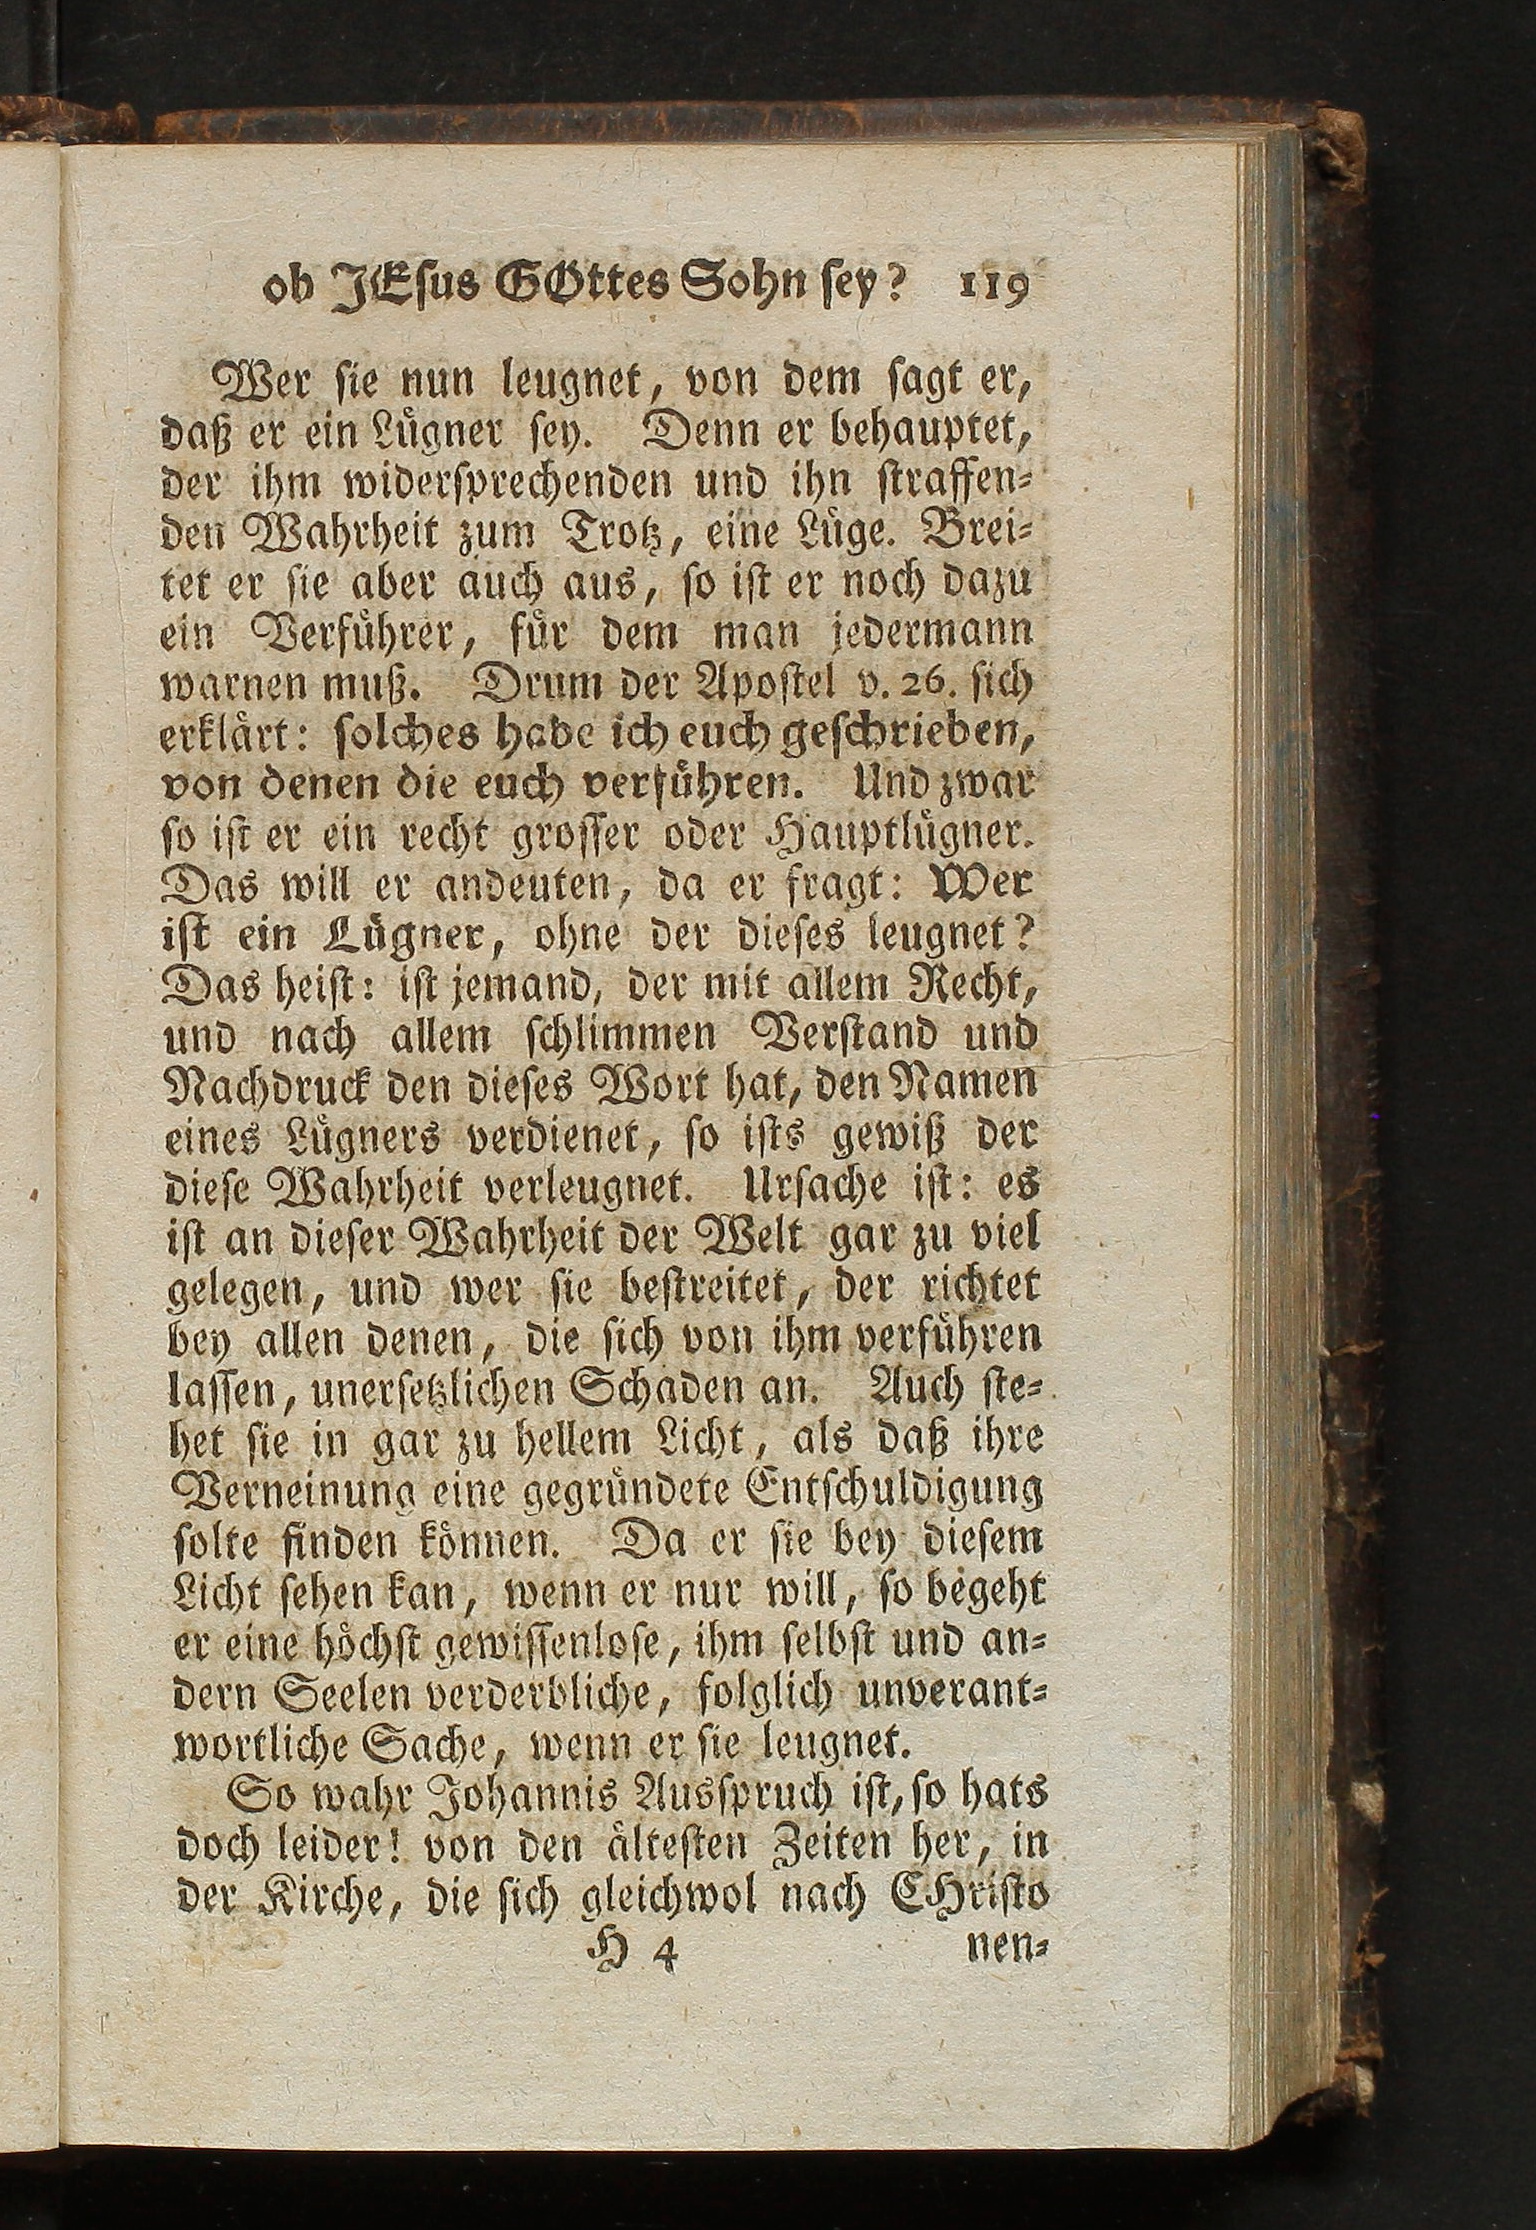 ob JEſus GOttes Sohn ſey? 119
Wer ſie nun leugnet, von dem ſagt er,
daß er ein Lügner ſey. Denn er behauptet,
der ihm widerſprechenden und ihn ſtraffen⸗
den Wahrheit zum Trotz, eine Lüge. Brei⸗
tet er ſie aber auch aus, ſo iſt er noch dazu
ein Verführer, für dem man jedermann
warnen muß. Drum der Apoſtel v. 26. ſich
erklärt: ſolches habe ich euch geſchrieben,
von denen die euch verführen. Und zwar
ſo iſt er ein recht groſſer oder Hauptlügner.
Das will er andeuten, da er fragt: Wer
iſt ein Lügner, ohne der dieſes leugnet?
Das heiſt: iſt jemand, der mit allem Recht,
und nach allem ſchlimmen Verſtand und
Nachdruck den dieſes Wort hat, den Namen
eines Lügners verdienet, ſo iſts gewiß der
dieſe Wahrheit verleugnet. Urſache iſt: es
iſt an dieſer Wahrheit der Welt gar zu viel
gelegen, und wer ſie beſtreitet, der richtet
bey allen denen, die ſich von ihm verführen
laſſen, unerſetzlichen Schaden an. Auch ſte⸗
het ſie in gar zu hellem Licht, als daß ihre
Verneinung eine gegründete Entſchuldigung
ſolte finden können. Da er ſie bey dieſem
Licht ſehen kan, wenn er nur will, ſo begeht
er eine höchſt gewiſſenloſe, ihm ſelbſt und an⸗
dern Seelen verderbliche, folglich unverant⸗
wortliche Sache, wenn er ſie leugnet.
So wahr Johannis Ausſpruch iſt, ſo hats
doch leider! von den älteſten Zeiten her, in
der Kirche, die ſich gleichwol nach CHriſto
H 4 nen⸗